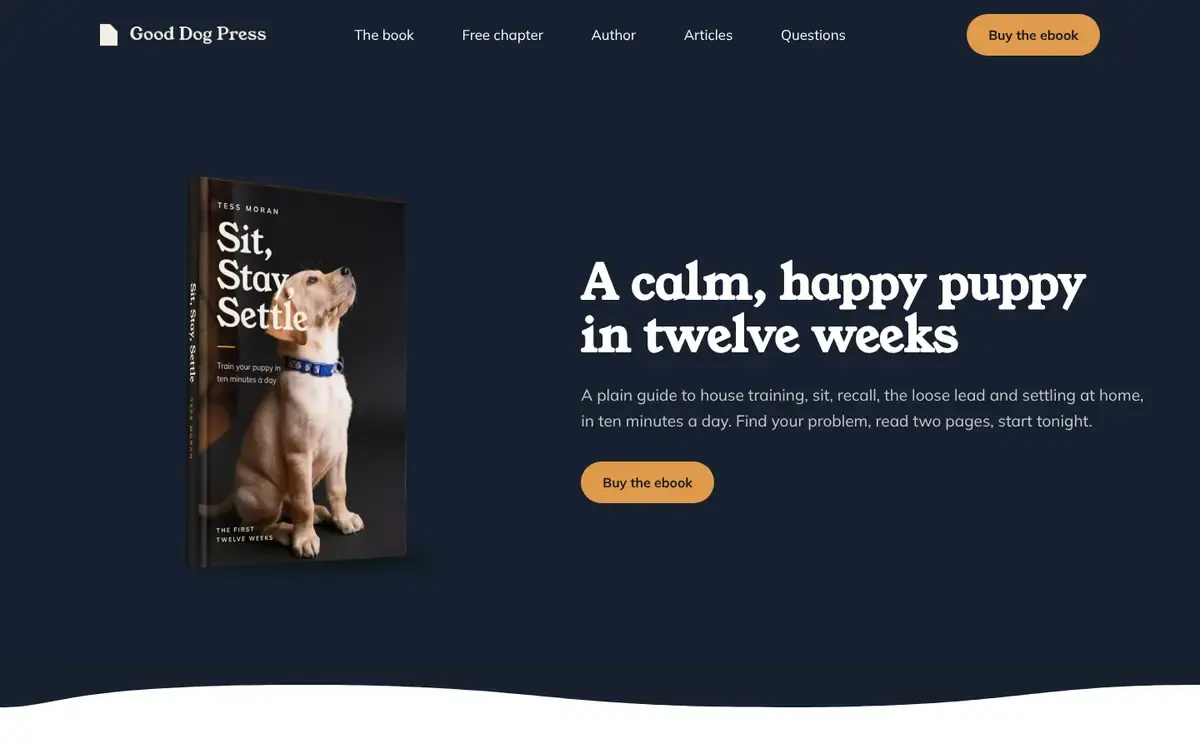 Good Dog Press
The book
Free chapter
Author
Articles
Questions
Buy the ebook
TESS MORAN
Sit,
Stay,
Settle
Train your puppy in
ten minutes a day
THE FIRST
TWELVE WEEKS
Sit, Stay, Settle TESS MORAN
A calm, happy puppy
in twelve weeks
A plain guide to house training, sit, recall, the loose lead and settling at home,
in ten minutes a day. Find your problem, read two pages, start tonight.
Buy the ebook